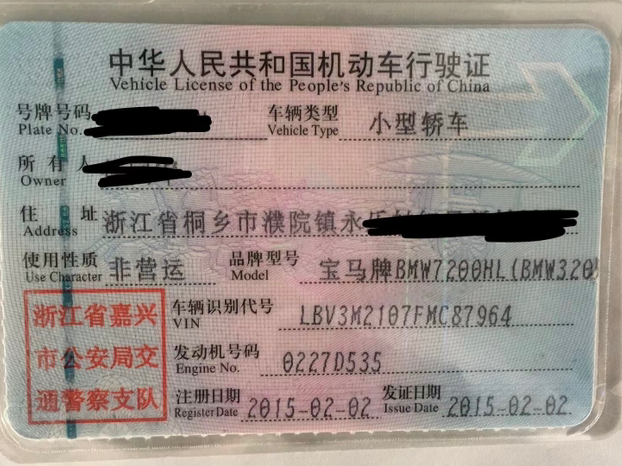 中华人民共和国机动车行驶证
Vehicle License of the People's Republic of China
号牌号码
Plate No.
车辆类型 小型轿车
Vehicle Type
所有人
Owner
住 址 浙江省桐乡市濮院镇永
Address
使用性质 非营运
Use Character
品牌型号 宝马牌BMW7200HL(BMW320
Model
浙江省嘉兴
市公安局交
通警察支队
车辆识别代号 LBV3M2107FMC87964
VIN
发动机号码 0227D535
Engine No.
注册日期 2015-02-02
Register Date
发证日期 2015-02-02
Issue Date